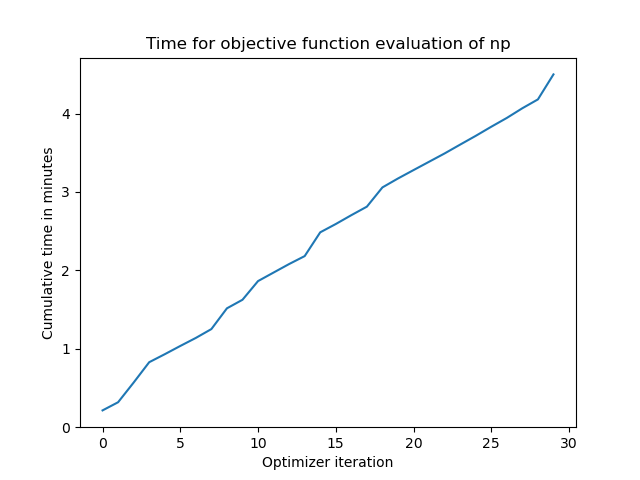 Time for objective function evaluation of np
Cumulative time in minutes
4
3
2
1
0
0 5 10 15 20 25 30
Optimizer iteration